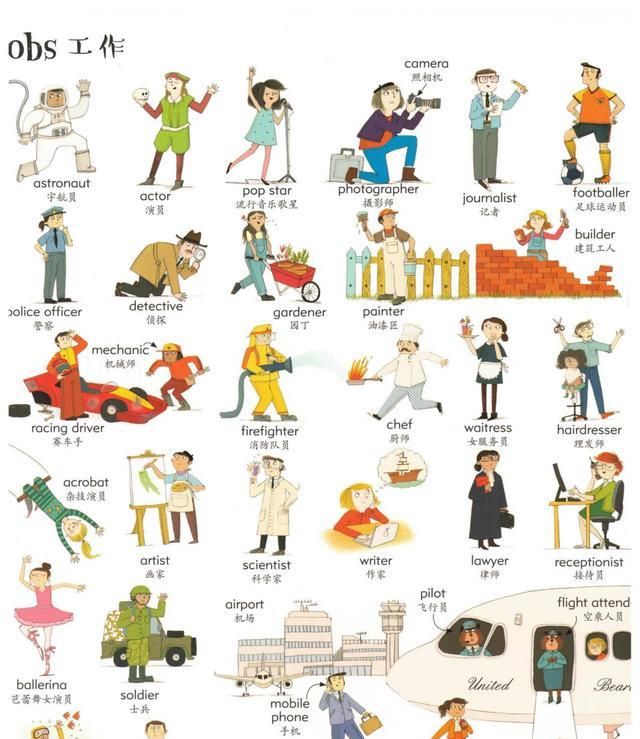 obs 工作
camera
照相机
astronaut
宇航员
actor
演员
pop star
流行音乐歌星
photographer
摄影师
journalist
记者
footballer
足球运动员
police officer
警察
detective
侦探
gardener
园丁
painter
油漆匠
builder
建筑工人
mechanic
机械师
racing driver
赛车手
firefighter
消防队员
chef
厨师
waitress
女服务员
hairdresser
理发师
acrobat
杂技演员
artist
画家
scientist
科学家
writer
作家
lawyer
律师
receptionist
接待员
ballerina
芭蕾舞女演员
soldier
士兵
airport
机场
pilot
飞行员
flight attend
空乘人员
United Bear
mobile
phone
手机